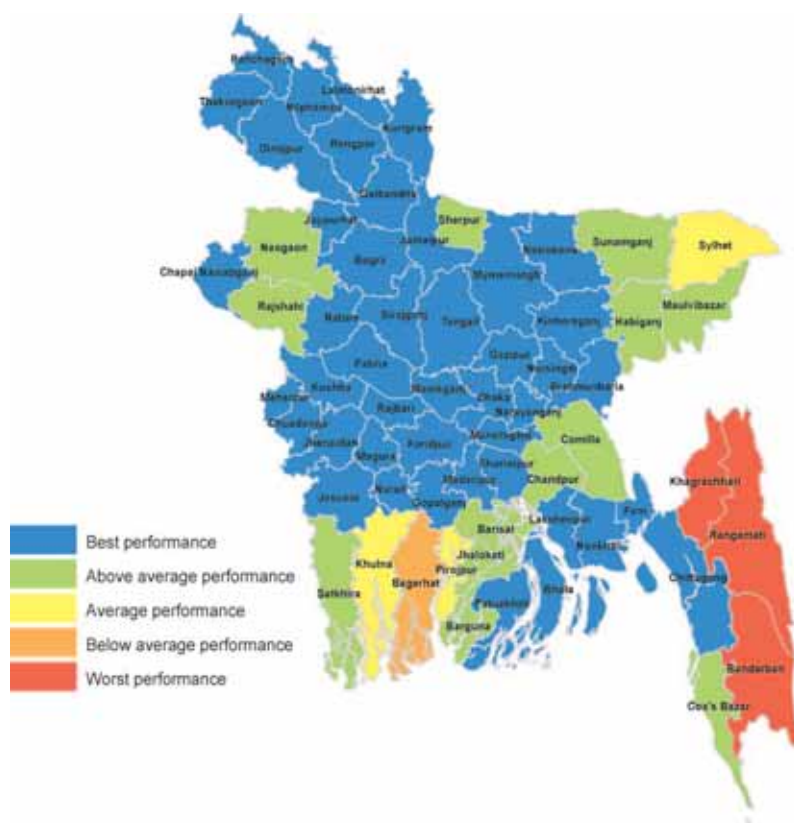 Panchagarh
Lalmonirhat
Thakurgaon
Nilphamari
Kurigram
Dinajpur
Rangpur
Gaibandha
Sherpur
Joypurhat
Jamalpur
Naogaon
Netrokona
Sunamganj
Sylhet
Bogra
Mymensingh
Chapai Nawabganj
Rajshahi
Natore
Sirajganj
Tangail
Kishoreganj
Habiganj
Maulvibazar
Gazipur
Pabna
Narsingdi
Kushtia
Manikganj
Brahmanbaria
Meherpur
Dhaka
Rajbari
Narayanganj
Chuadanga
Jhenaidah
Faridpur
Munshiganj
Comilla
Magura
Shariatpur
Khagrachhari
Madaripur
Chandpur
Jessore
Narail
Gopalganj
Barisal
Lakshmipur
Feni
Rangamati
Best performance
Khulna
Jhalokati
Noakhali
Pirojpur
Chittagong
Above average performance
Satkhira
Bagerhat
Patuakhali
Bhola
Average performance
Barguna
Below average performance
Bandarban
Worst performance
Cox's Bazar